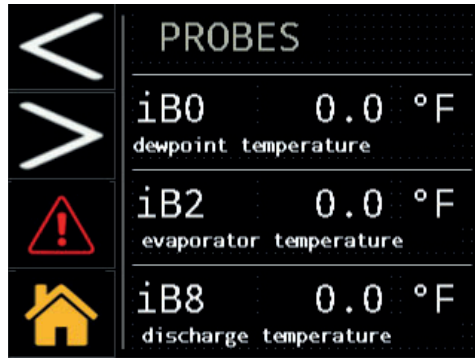 PROBES
iB0 0.0 °F
dewpoint temperature
iB2 0.0 °F
evaporator temperature
iB8 0.0 °F
discharge temperature